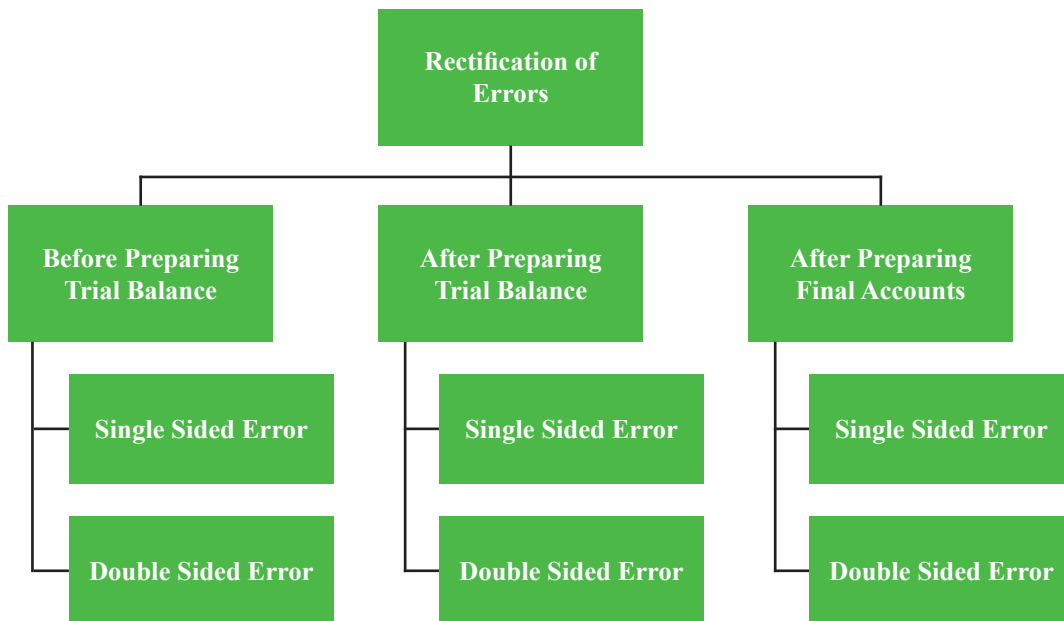 Rectification of
Errors
Before Preparing
Trial Balance
Single Sided Error
Double Sided Error
After Preparing
Trial Balance
Single Sided Error
Double Sided Error
After Preparing
Final Accounts
Single Sided Error
Double Sided Error